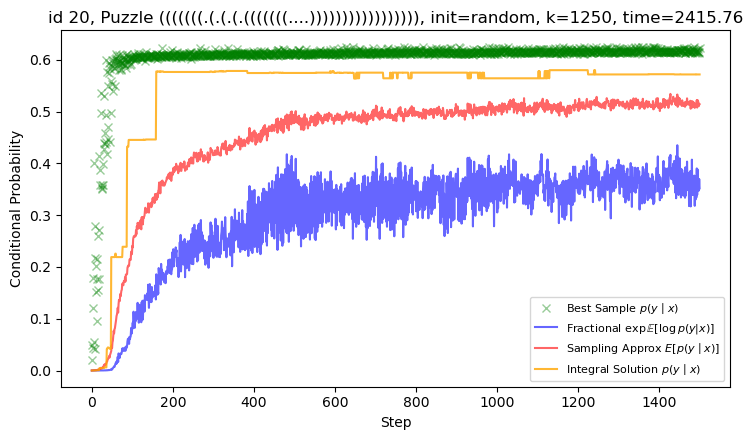 id 20, Puzzle (((((((.(.(.(.(((((((....))))))))))))))))), init=random, k=1250, time=2415.76
Conditional Probability
0.6
0.5
0.4
0.3
0.2
0.1
0.0
Best Sample p(y | x)
Fractional exp𝔼[log p(y|x)]
Sampling Approx E[p(y | x)]
Integral Solution p(y | x)
0 200 400 600 800 1000 1200 1400
Step